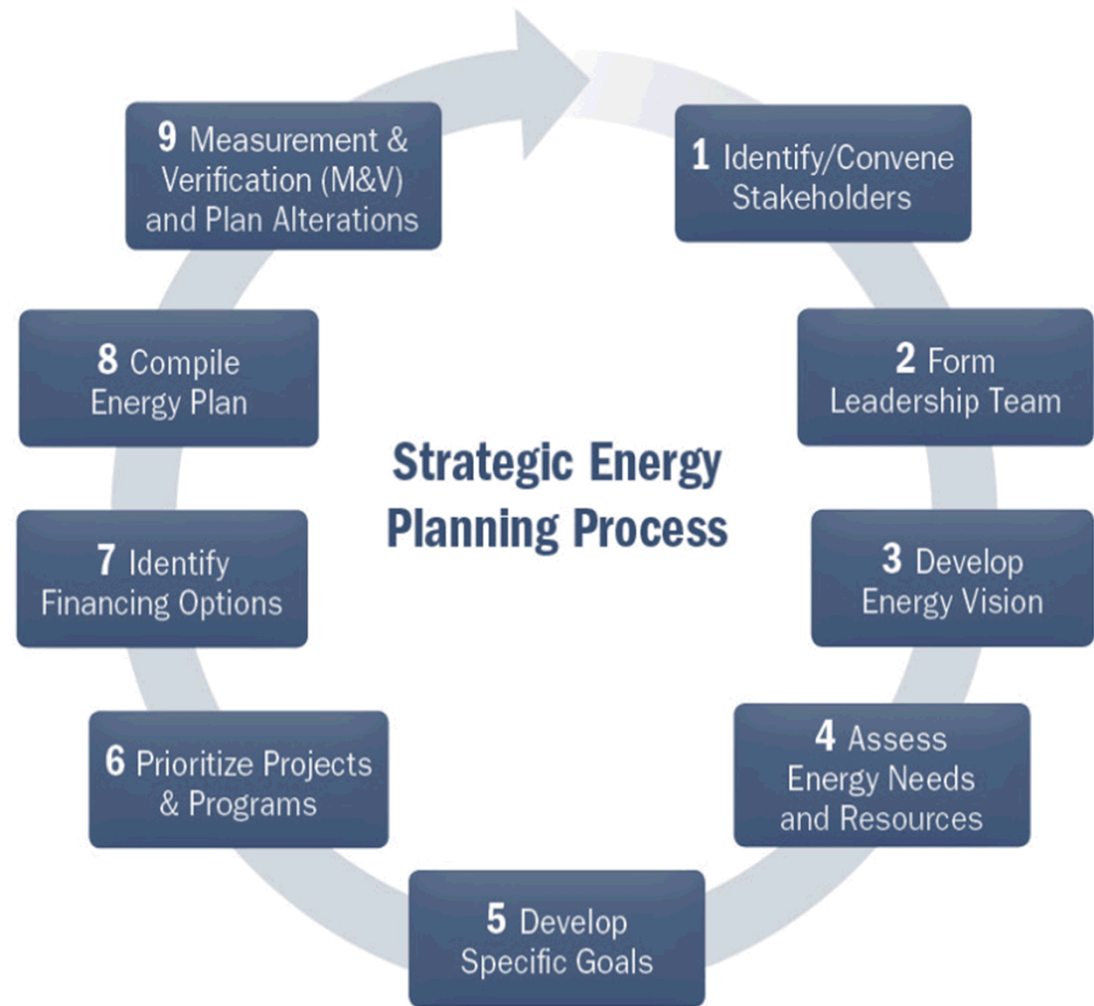 1 Identify/Convene
Stakeholders
2 Form
Leadership Team
3 Develop
Energy Vision
4 Assess
Energy Needs
and Resources
5 Develop
Specific Goals
6 Prioritize Projects
& Programs
7 Identify
Financing Options
8 Compile
Energy Plan
9 Measurement &
Verification (M&V)
and Plan Alterations
Strategic Energy
Planning Process